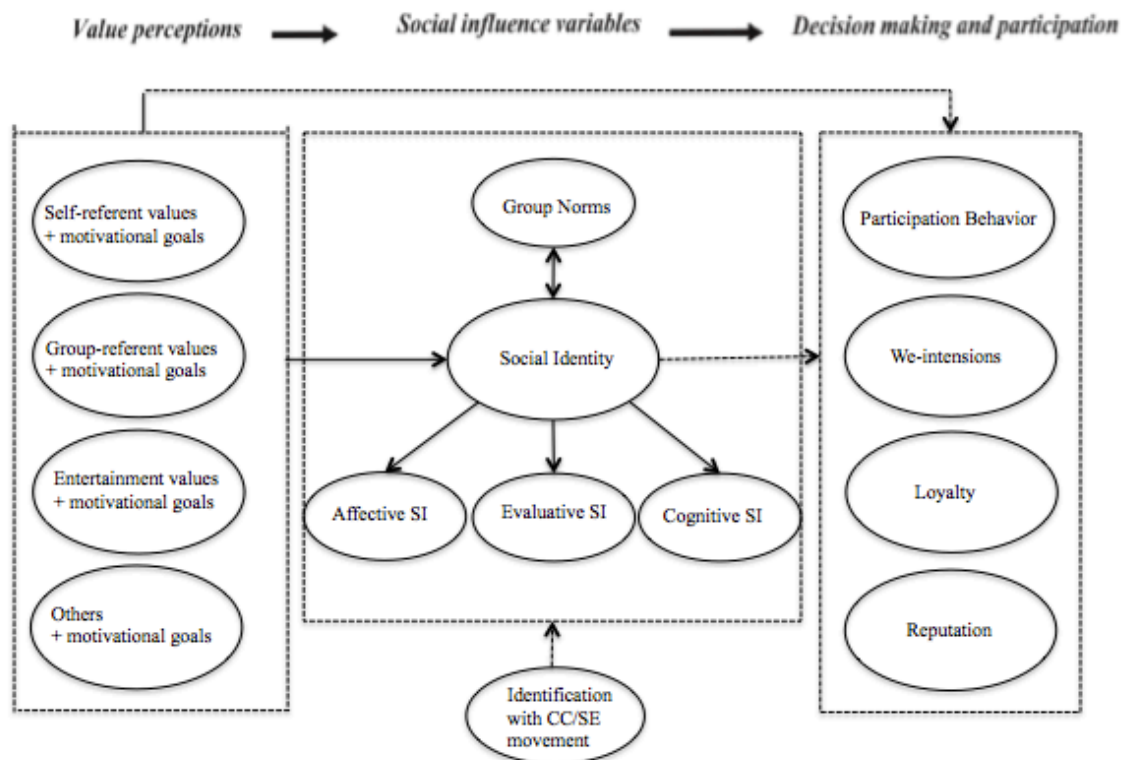 Value perceptions
Social influence variables
Decision making and participation
Self-referent values
+ motivational goals
Group-referent values
+ motivational goals
Entertainment values
+ motivational goals
Others
+ motivational goals
Group Norms
Social Identity
Affective SI
Evaluative SI
Cognitive SI
Identification
with CC/SE
movement
Participation Behavior
We-intensions
Loyalty
Reputation